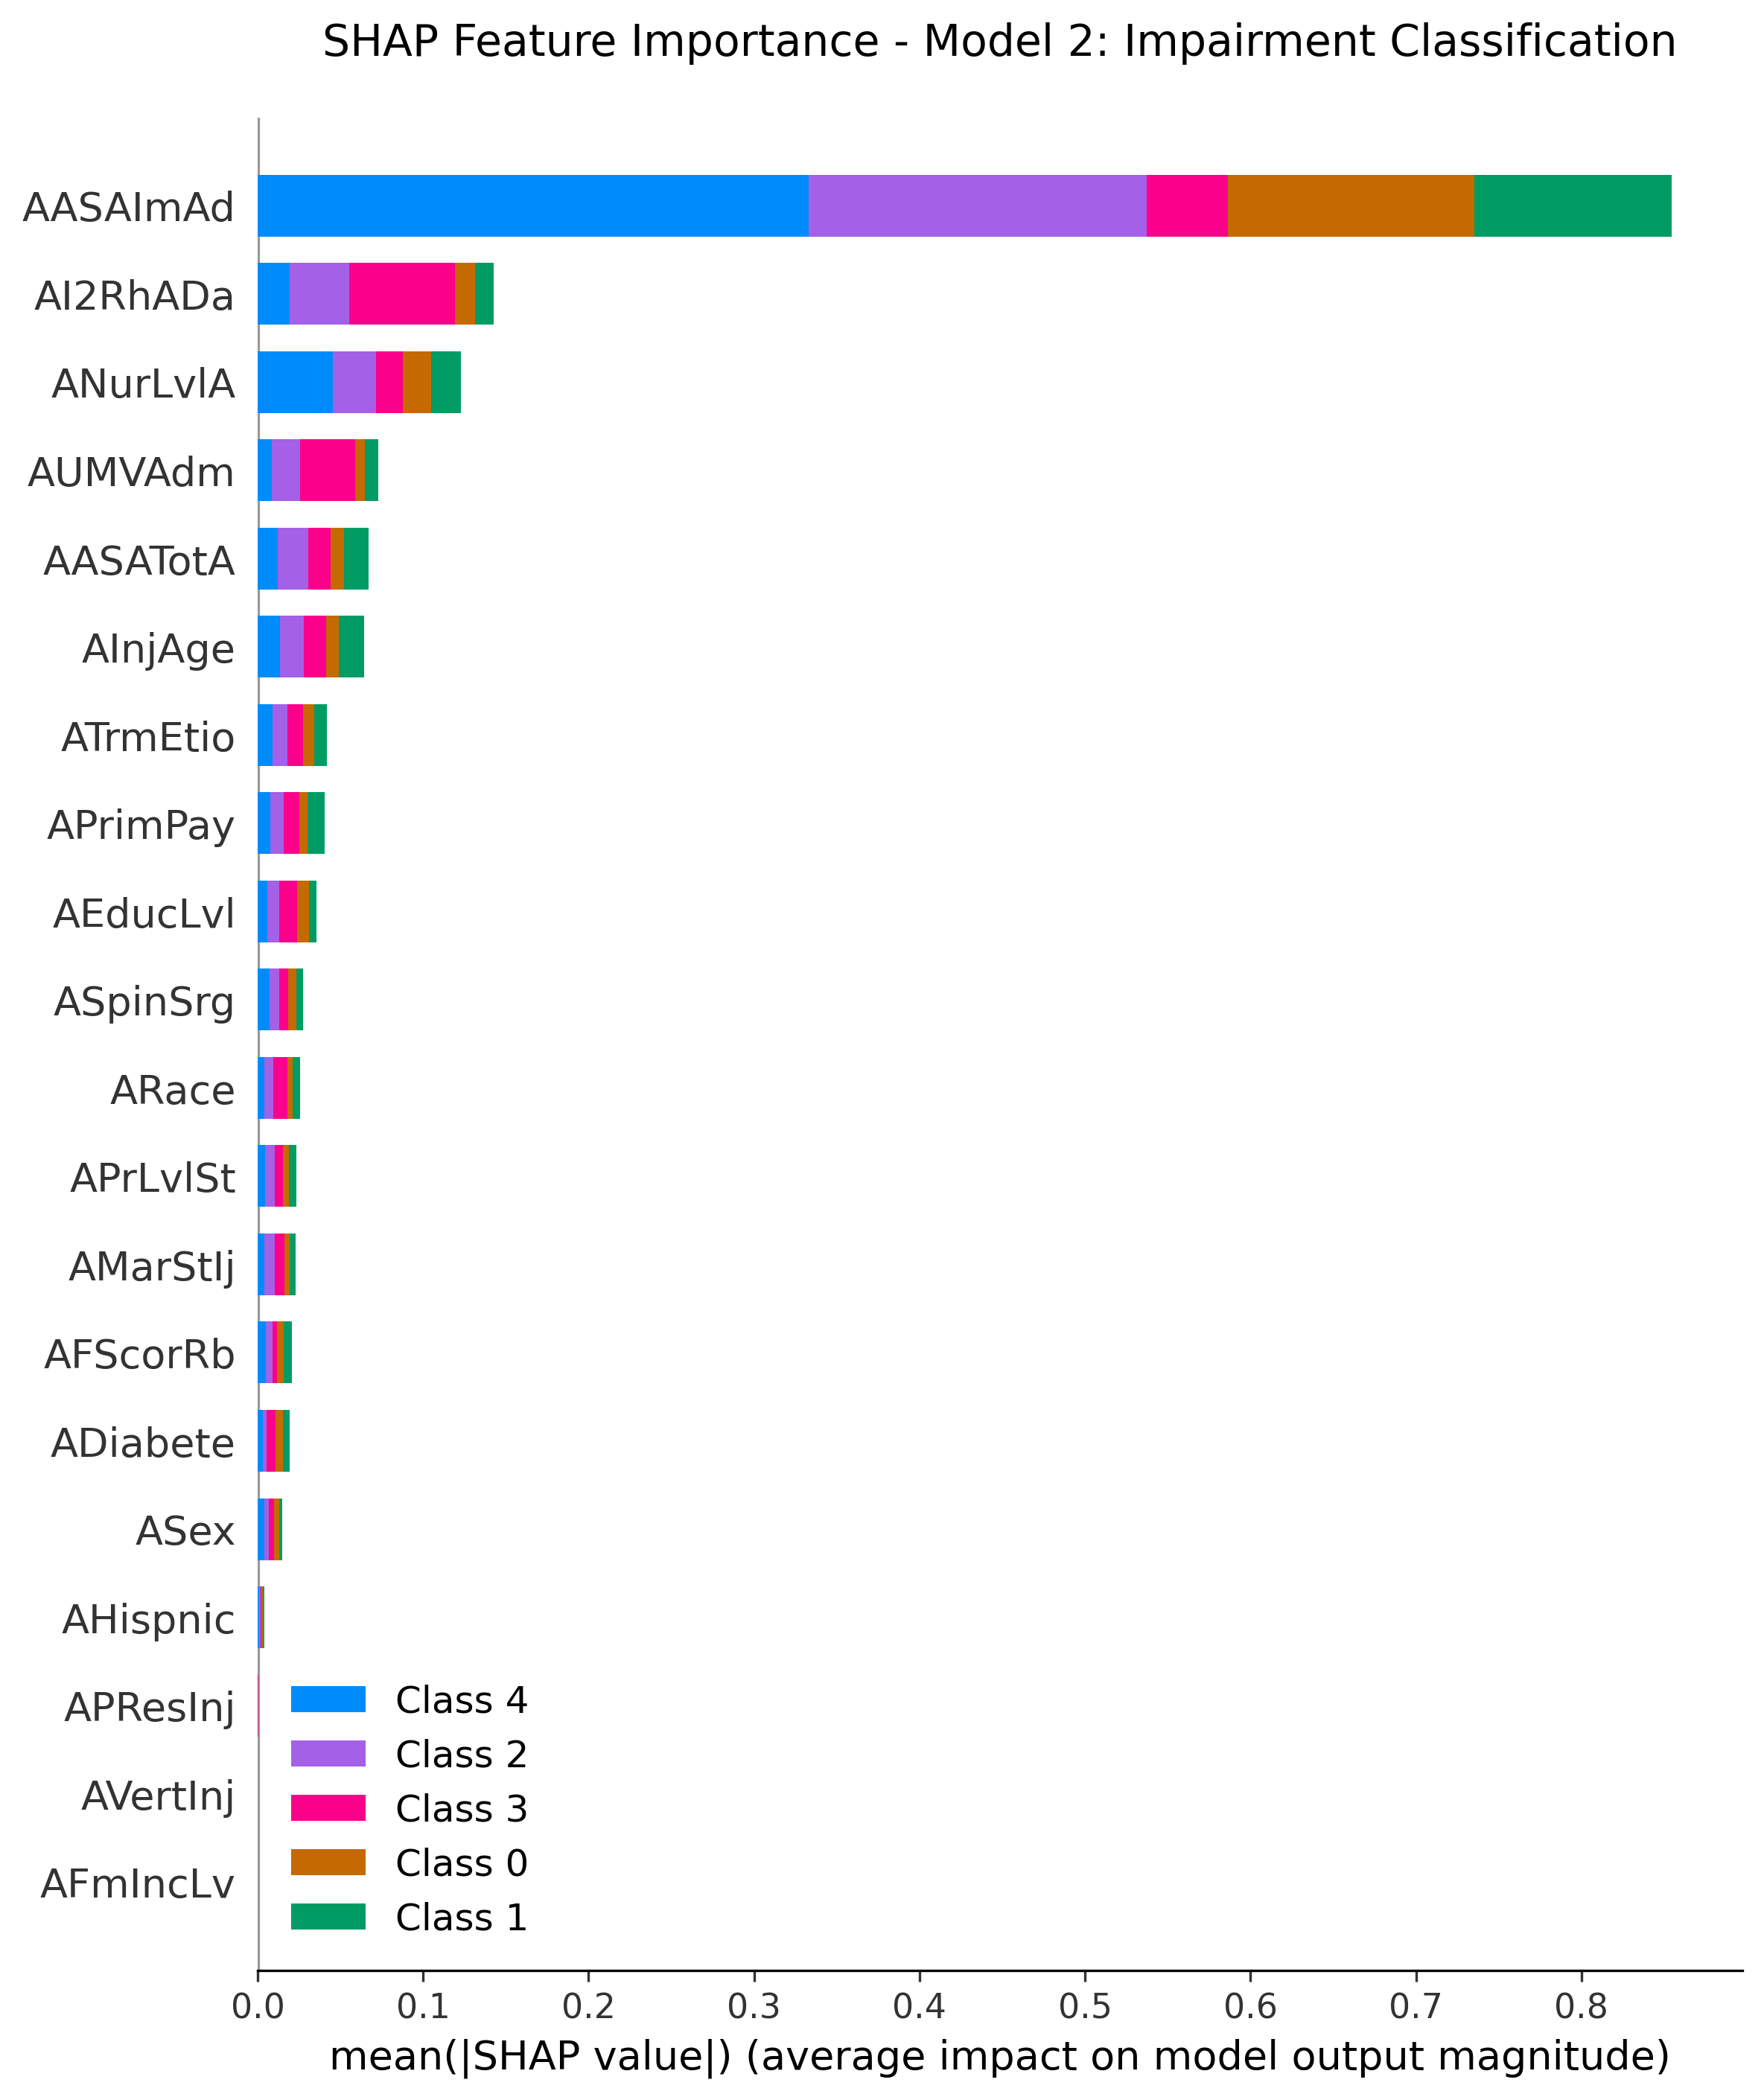 SHAP Feature Importance - Model 2: Impairment Classification
AASAImAd
AI2RhADa
ANurLvlA
AUMVAdm
AASATotA
AInjAge
ATrmEtio
APrimPay
AEducLvl
ASpinSrg
ARace
APrLvlSt
AMarStIj
AFScorRb
ADiabete
ASex
AHispnic
APResInj
AVertInj
AFmIncLv
Class 4
Class 2
Class 3
Class 0
Class 1
0.0 0.1 0.2 0.3 0.4 0.5 0.6 0.7 0.8
mean(|SHAP value|) (average impact on model output magnitude)